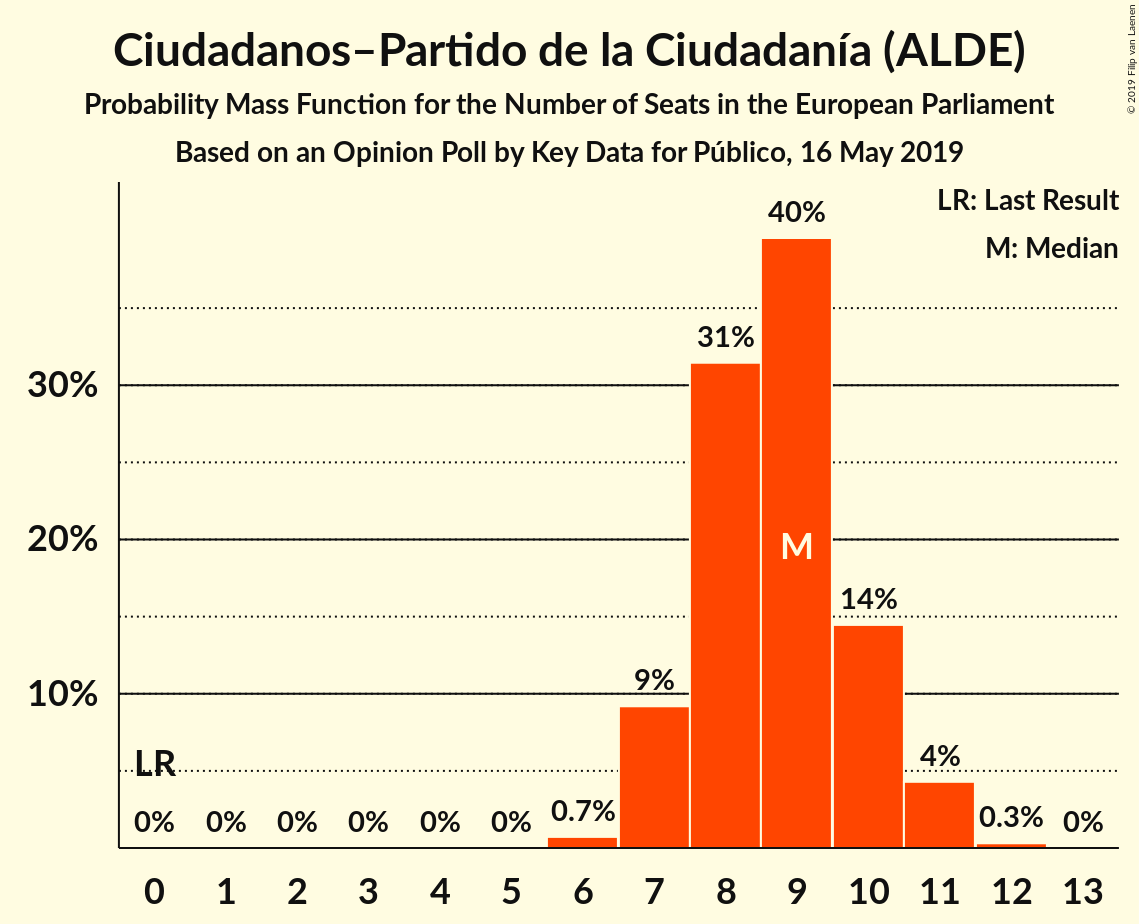 Ciudadanos–Partido de la Ciudadanía (ALDE)
Probability Mass Function for the Number of Seats in the European Parliament
Based on an Opinion Poll by Key Data for Público, 16 May 2019
© 2019 Filip van Laenen
LR: Last Result
M: Median
40%
31%
30%
20%
M
14%
10%
9%
LR
4%
0% 0% 0% 0% 0% 0% 0.7% 0.3% 0%
0 1 2 3 4 5 6 7 8 9 10 11 12 13